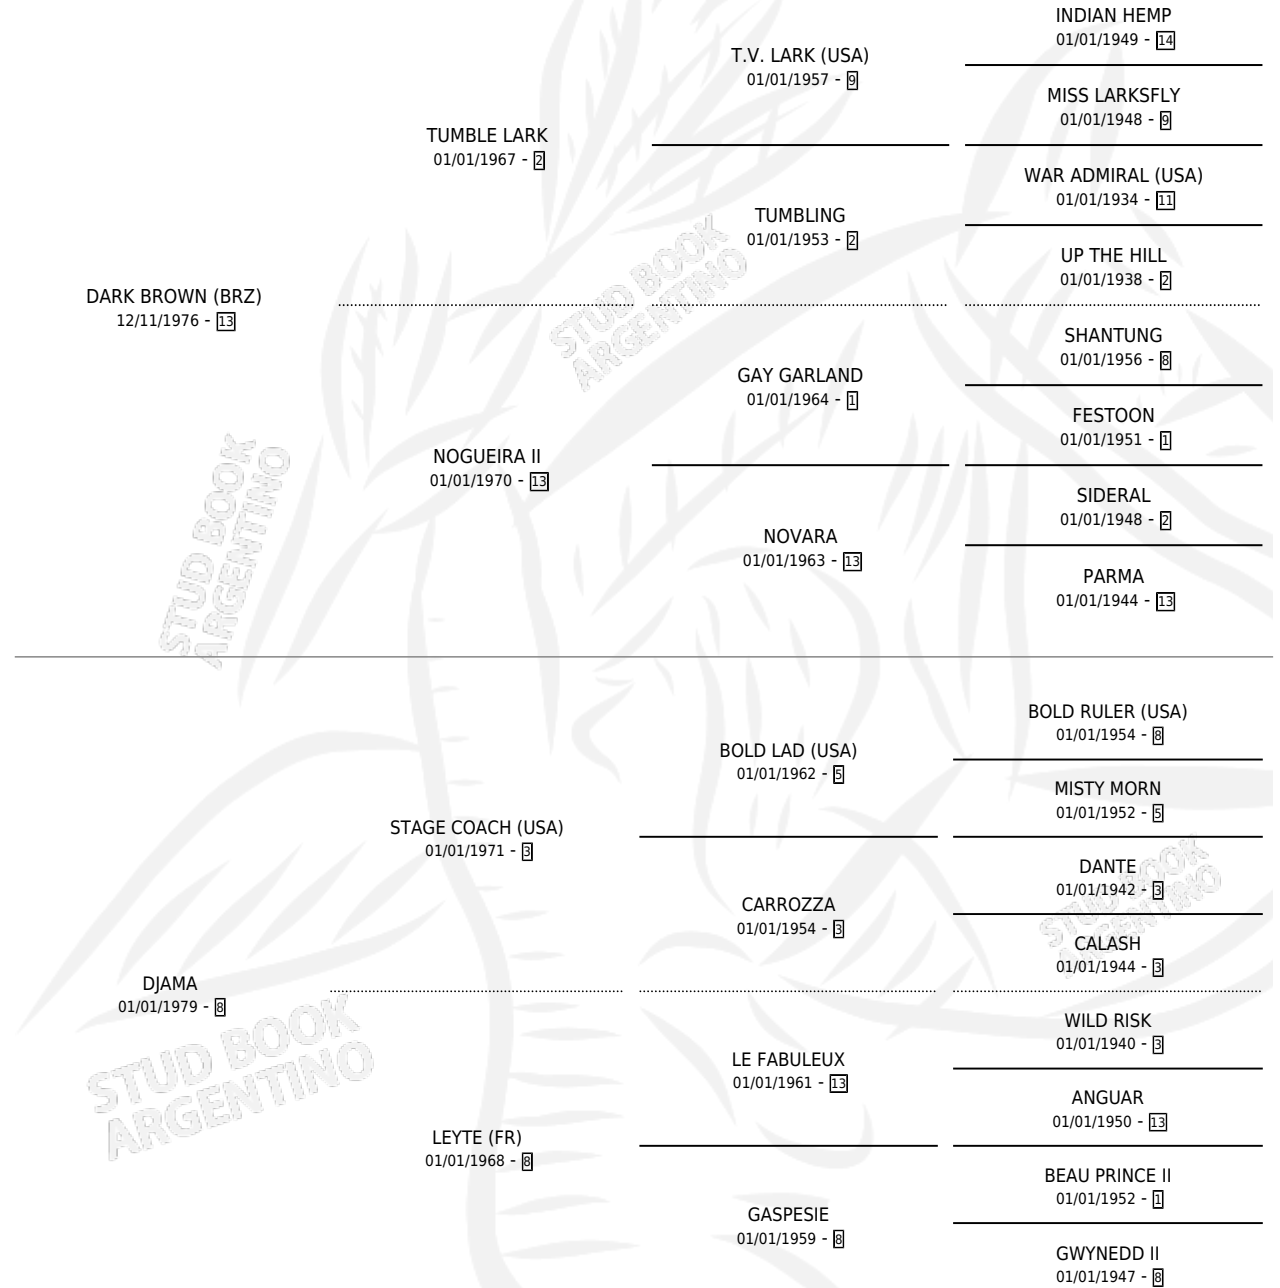 INDIAN HEMP
01/01/1949 - 14
T.V. LARK (USA)
01/01/1957 - 9
MISS LARKSFLY
01/01/1948 - 9
TUMBLE LARK
01/01/1967 - 2
WAR ADMIRAL (USA)
01/01/1934 - 11
TUMBLING
01/01/1953 - 2
UP THE HILL
01/01/1938 - 2
DARK BROWN (BRZ)
12/11/1976 - 13
SHANTUNG
01/01/1956 - 8
GAY GARLAND
01/01/1964 - 1
FESTOON
01/01/1951 - 1
NOGUEIRA II
01/01/1970 - 13
SIDERAL
01/01/1948 - 2
NOVARA
01/01/1963 - 13
PARMA
01/01/1944 - 13
BOLD RULER (USA)
01/01/1954 - 8
BOLD LAD (USA)
01/01/1962 - 5
MISTY MORN
01/01/1952 - 5
STAGE COACH (USA)
01/01/1971 - 3
DANTE
01/01/1942 - 3
CARROZZA
01/01/1954 - 3
CALASH
01/01/1944 - 3
DJAMA
01/01/1979 - 8
WILD RISK
01/01/1940 - 3
LE FABULEUX
01/01/1961 - 13
ANGUAR
01/01/1950 - 13
LEYTE (FR)
01/01/1968 - 8
BEAU PRINCE II
01/01/1952 - 1
GASPESIE
01/01/1959 - 8
GWYNEDD II
01/01/1947 - 8
STUD BOOK
ARGENTINO
STUD BOOK
ARGENTINO
STUD BOOK
ARGENTINO
STUD BOOK
ARGENTINO